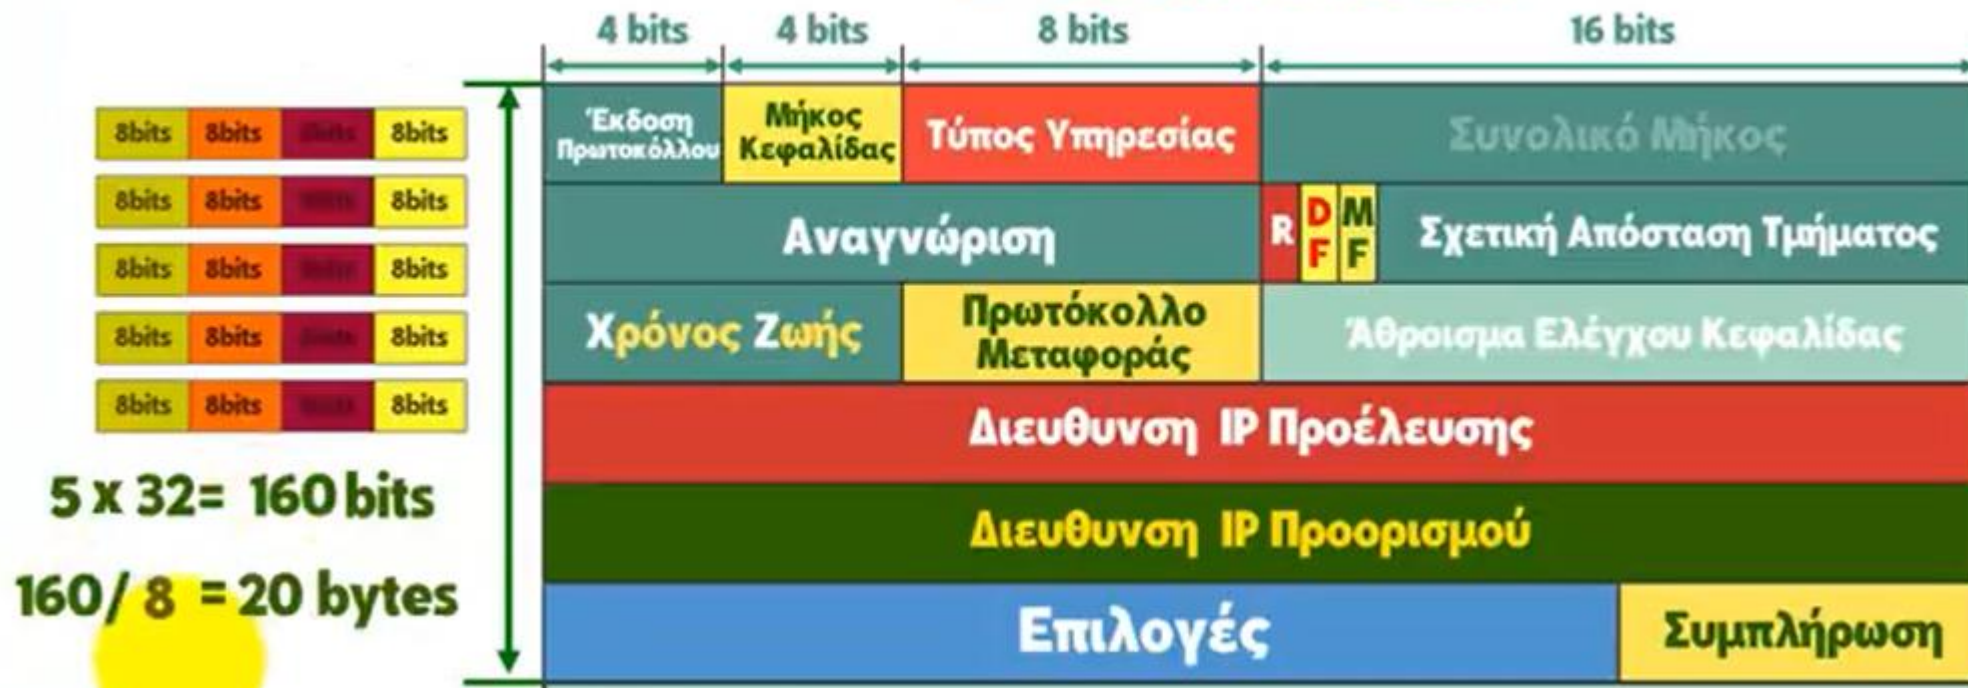 4 bits 4 bits 8 bits 16 bits
8bits 8bits 8bits
8bits 8bits 8bits
8bits 8bits 8bits
8bits 8bits 8bits
8bits 8bits 8bits
5 x 32= 160 bits
160/ 8 = 20 bytes
Έκδοση
Πρωτοκόλλου
Μήκος
Κεφαλίδας
Τύπος Υπηρεσίας
Συνολικό Μήκος
Αναγνώριση
R
D
F
M
F
Σχετική Απόσταση Τμήματος
Χρόνος Ζωής
Πρωτόκολλο
Μεταφοράς
Άθροισμα Ελέγχου Κεφαλίδας
Διευθυνση IP Προέλευσης
Διευθυνση IP Προορισμού
Επιλογές
Συμπλήρωση